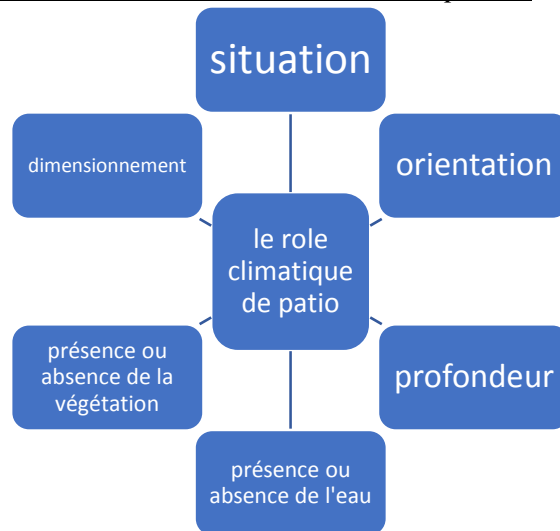 situation
dimensionnement
orientation
le role
climatique
de patio
présence ou
absence de la
végétation
profondeur
présence ou
absence de l'eau